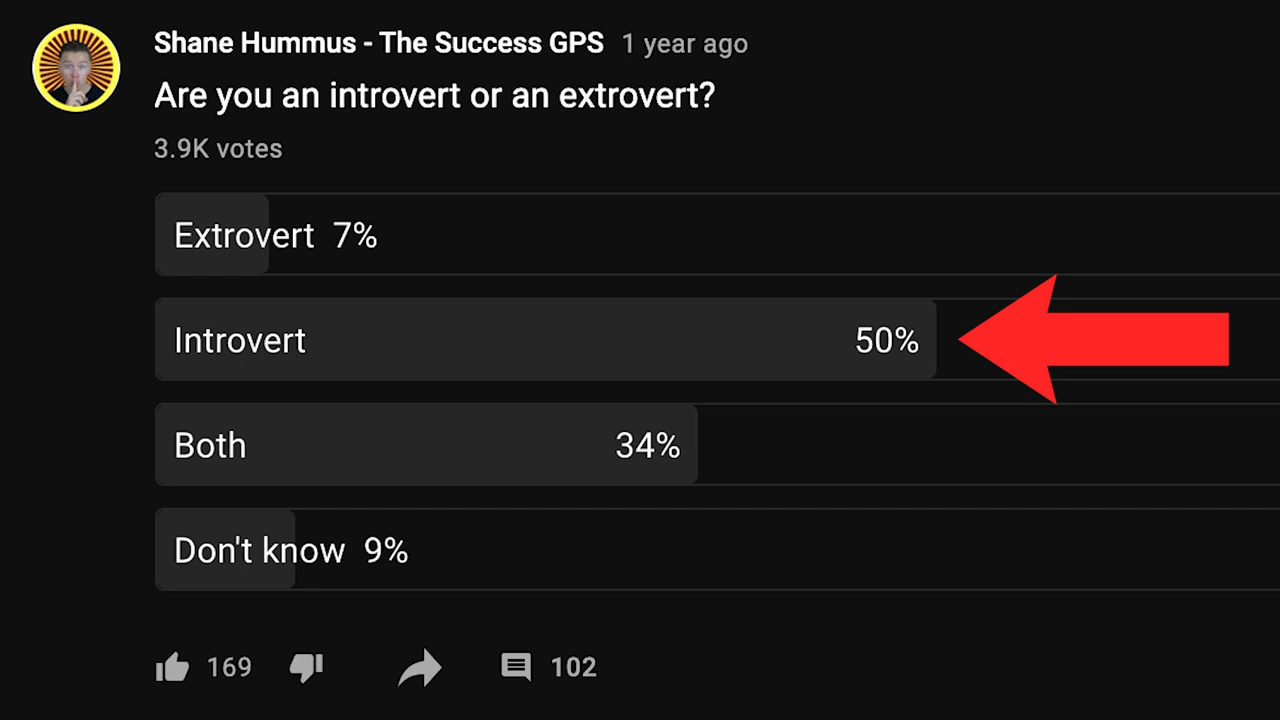 Shane Hummus - The Success GPS 1 year ago
Are you an introvert or an extrovert?
3.9K votes
Extrovert 7%
Introvert 50%
Both 34%
Don't know 9%
169 102